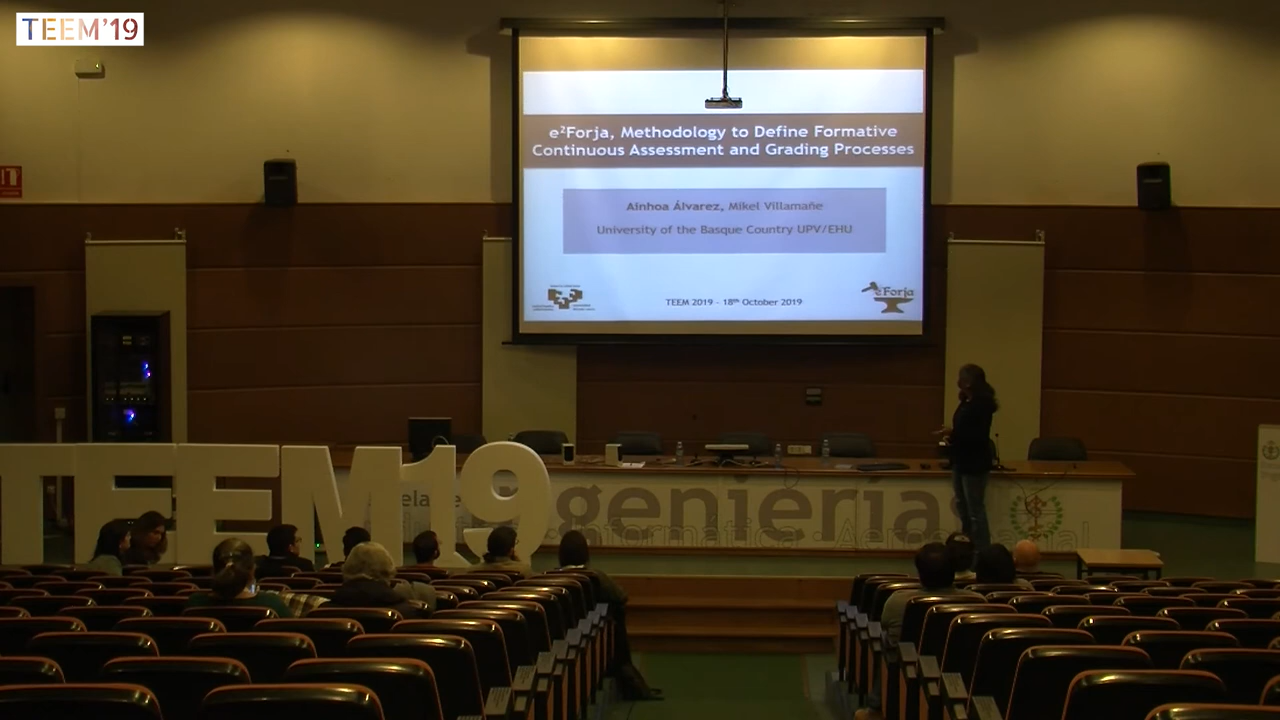 TEEM'19
e²Forja, Methodology to Define Formative
Continuous Assessment and Grading Processes
Ainhoa Álvarez, Mikel Villamañe
University of the Basque Country UPV/EHU
TEEM 2019 - 18th October 2019
e²Forja
TEEM19
genierías
Informática